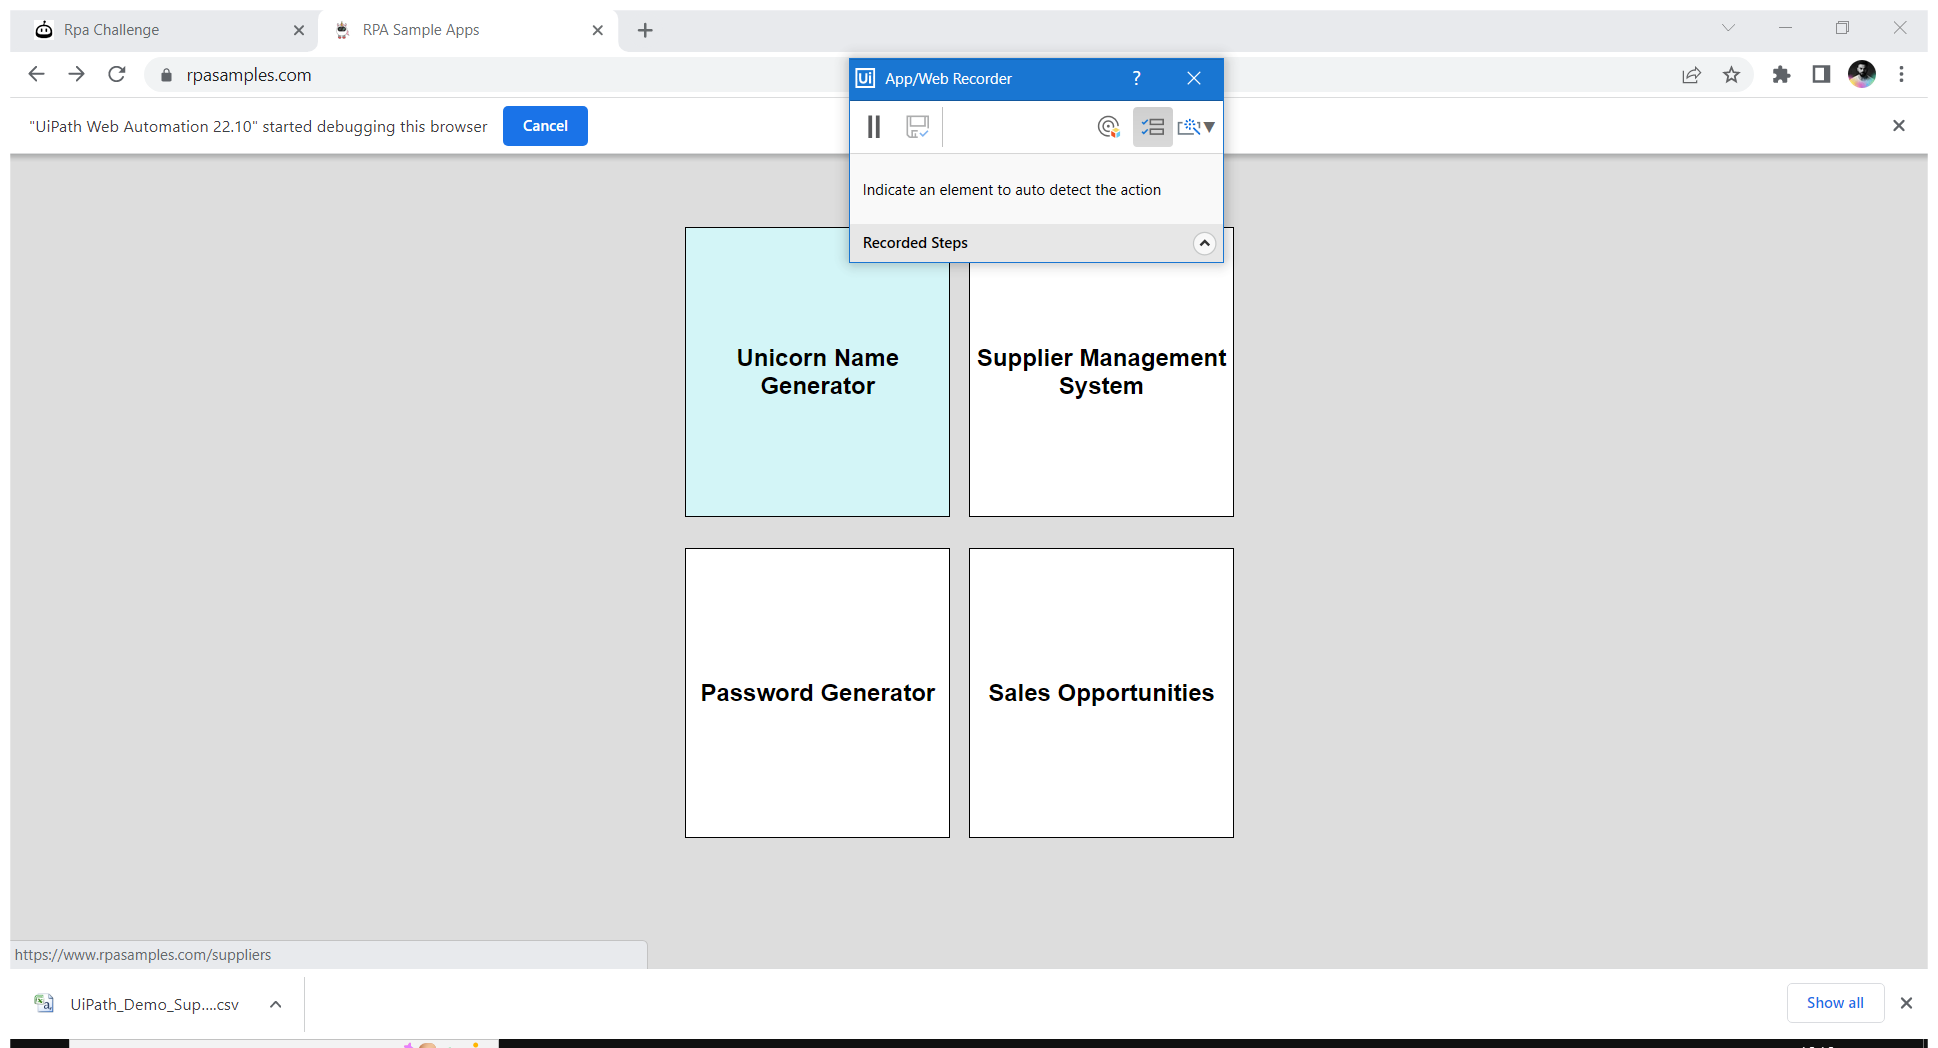 Rpa Challenge
RPA Sample Apps
rpasamples.com
Ui App/Web Recorder ?
"UiPath Web Automation 22.10" started debugging this browser Cancel
Indicate an element to auto detect the action
Recorded Steps
Unicorn Name
Generator
Supplier Management
System
Password Generator
Sales Opportunities
https://www.rpasamples.com/suppliers
UiPath_Demo_Sup....csv
Show all